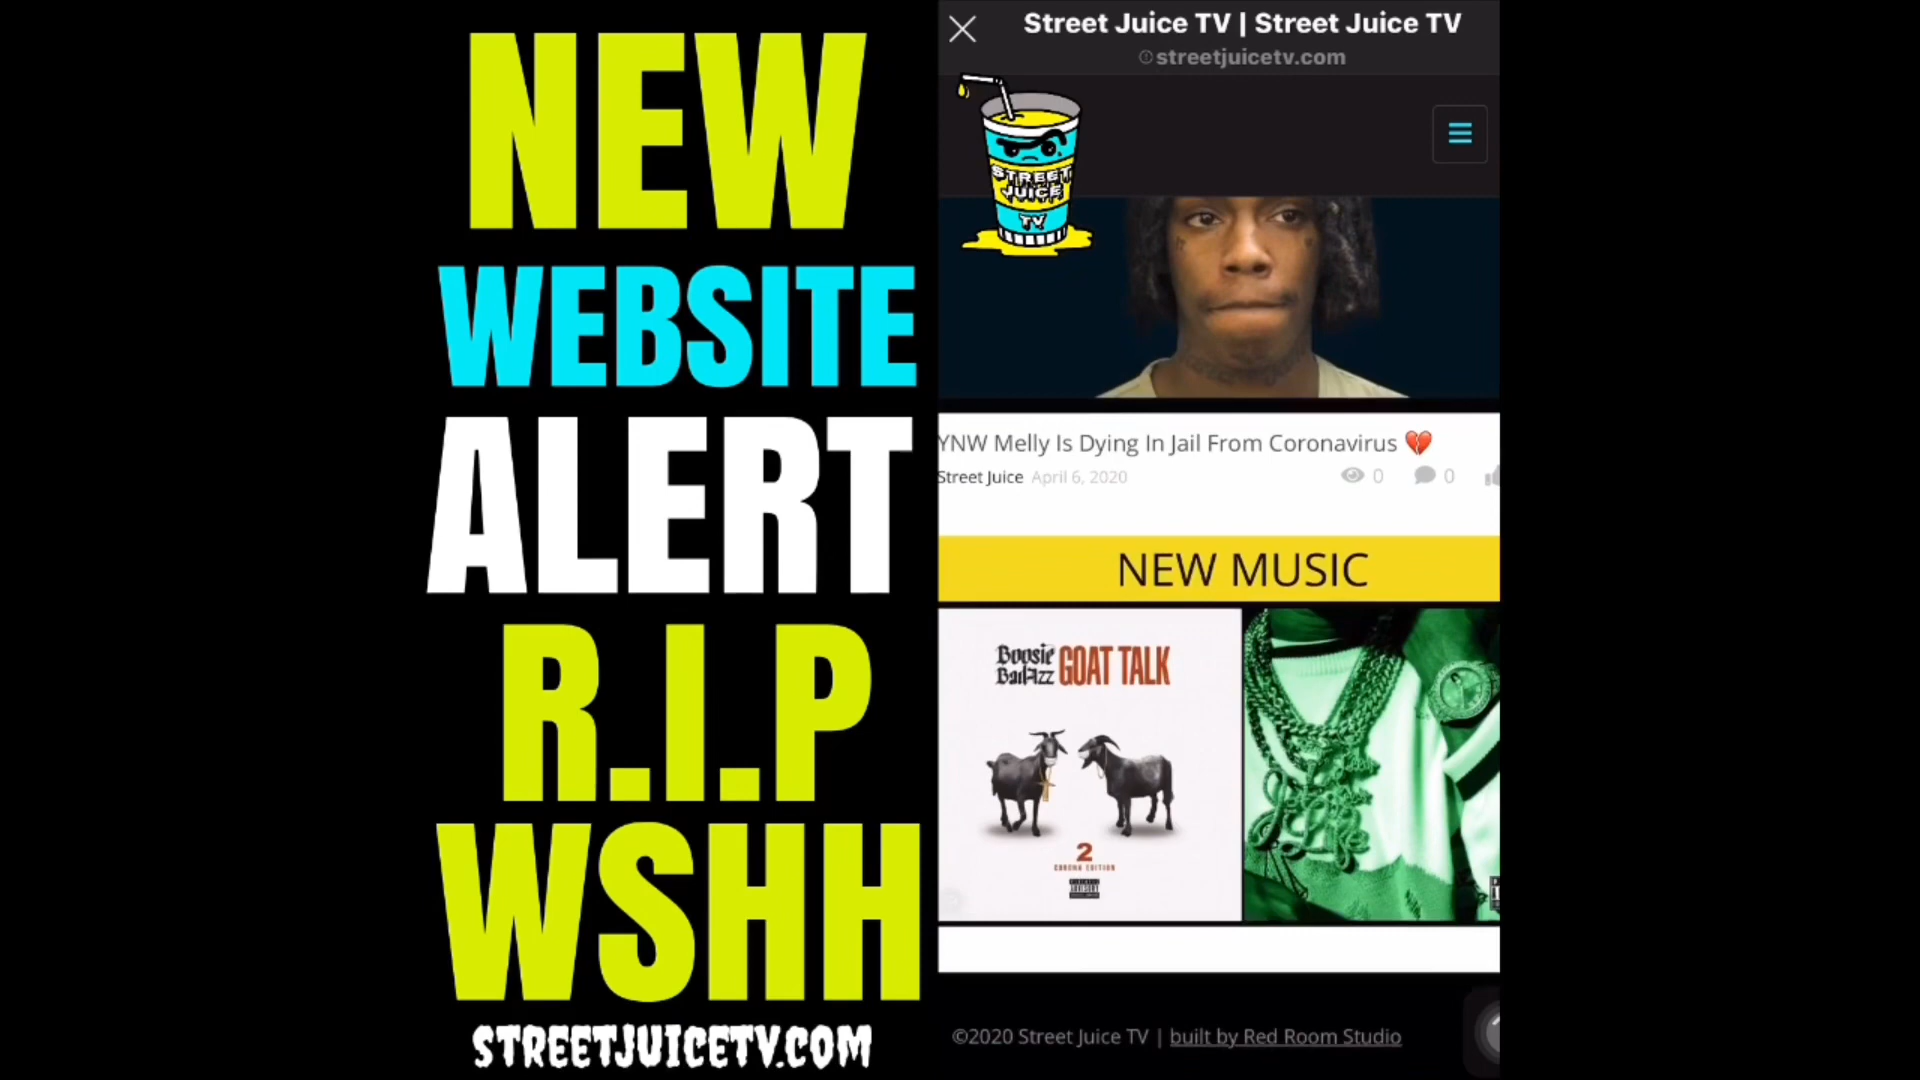 NEW
WEBSITE
ALERT
R.I.P
WSHH
STREETJUICETV.COM
Street Juice TV | Street Juice TV
streetjuicetv.com
STREET
JUICE
TV
YNW Melly Is Dying In Jail From Coronavirus 💔
Street Juice April 6, 2020 0 0
NEW MUSIC
Boosie
BadAzz
GOAT TALK
2
CORONA EDITION
©2020 Street Juice TV | built by Red Room Studio